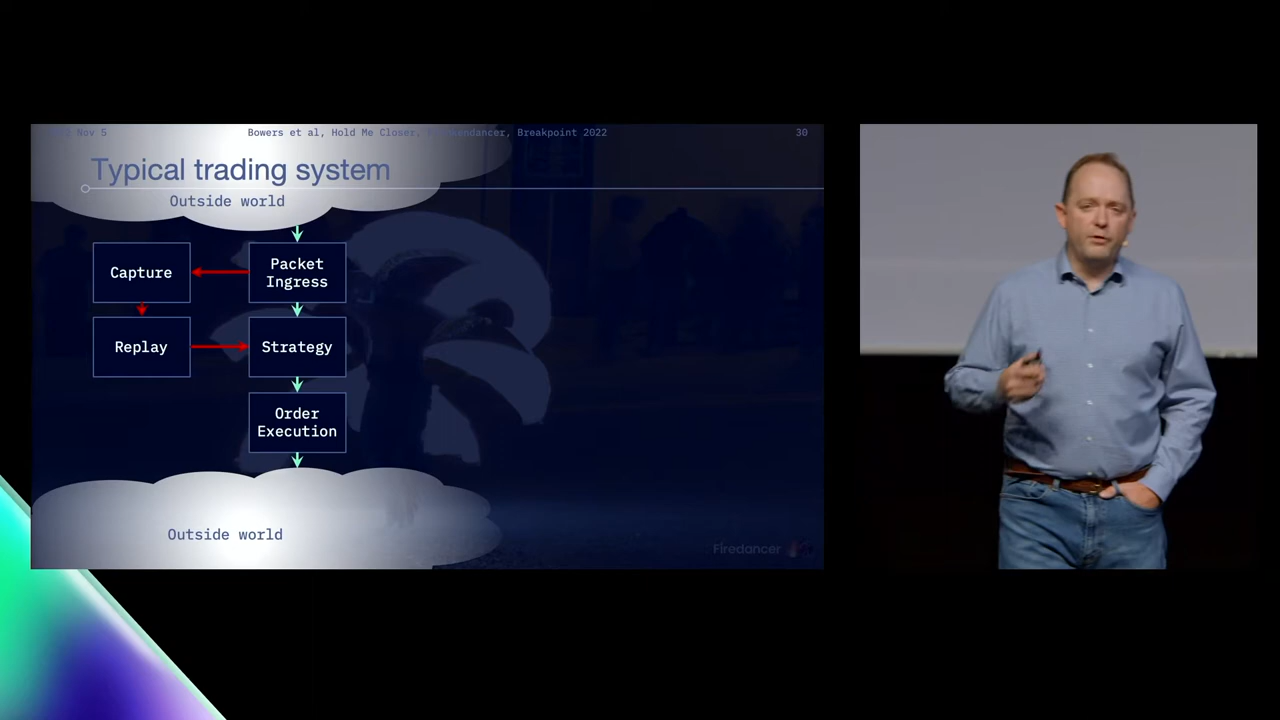 Nov 5
Bowers et al, Hold Me Closer, Breakpoint 2022
30
Typical trading system
Outside world
Capture
Packet
Ingress
Replay
Strategy
Order
Execution
Outside world
Firedancer